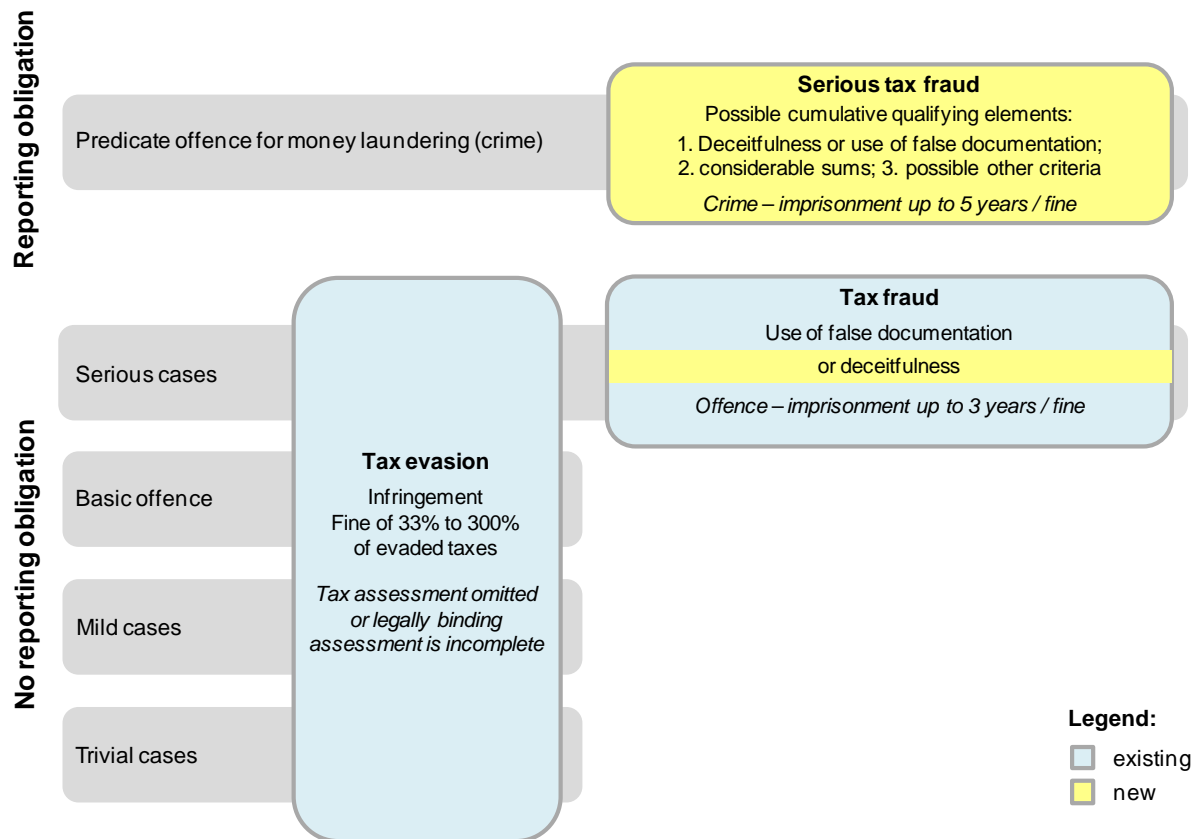 Reporting obligation
Predicate offence for money laundering (crime)
Serious tax fraud
Possible cumulative qualifying elements:
1. Deceitfulness or use of false documentation;
2. considerable sums; 3. possible other criteria
Crime – imprisonment up to 5 years / fine
No reporting obligation
Serious cases
Tax fraud
Use of false documentation
or deceitfulness
Offence – imprisonment up to 3 years / fine
Basic offence
Mild cases
Trivial cases
Tax evasion
Infringement
Fine of 33% to 300%
of evaded taxes
Tax assessment omitted
or legally binding
assessment is incomplete
Legend:
existing
new